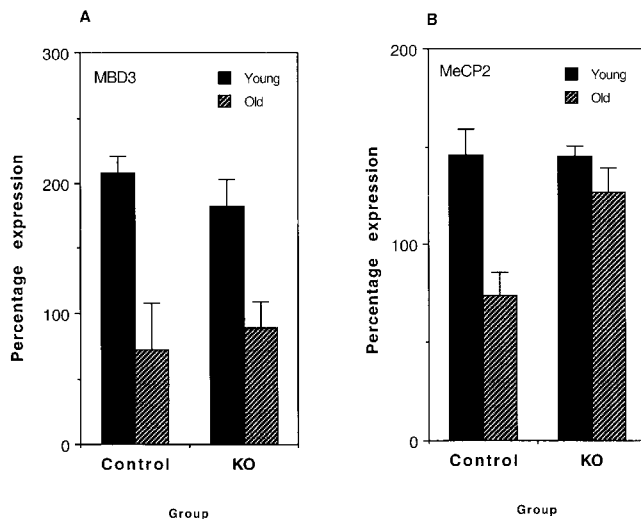 A
Percentage expression
300
200
100
0
MBD3
Young
Old
Control KO
Group
B
Percentage expression
200
100
0
MeCP2
Young
Old
Control KO
Group